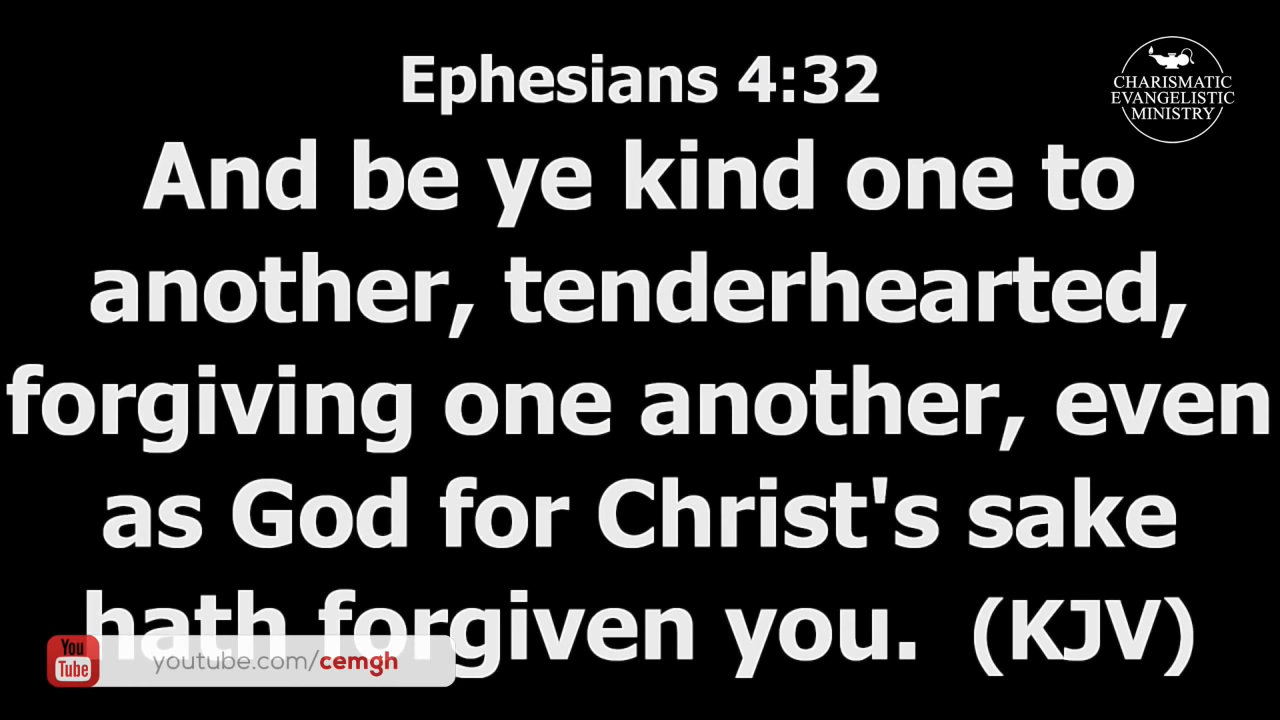 Ephesians 4:32
CHARISMATIC
EVANGELISTIC
MINISTRY
And be ye kind one to
another, tenderhearted,
forgiving one another, even
as God for Christ's sake
hath forgiven you.  (KJV)
You
Tube
youtube.com/cemgh